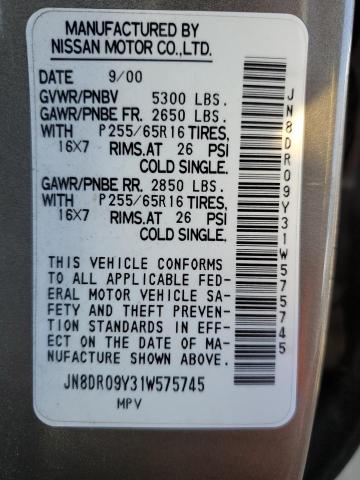 MANUFACTURED BY
NISSAN MOTOR CO.,LTD.
DATE 9/00
GVWR/PNBV 5300 LBS.
GAWR/PNBE FR. 2650 LBS.
WITH P255/65R16 TIRES,
16X7 RIMS.AT 26 PSI
COLD SINGLE.
GAWR/PNBE RR. 2850 LBS.
WITH P255/65R16 TIRES,
16X7 RIMS.AT 26 PSI
COLD SINGLE.
THIS VEHICLE CONFORMS
TO ALL APPLICABLE FED-
ERAL MOTOR VEHICLE SA-
FETY AND THEFT PREVEN-
TION STANDARDS IN EFF-
ECT ON THE DATE OF MA-
NUFACTURE SHOWN ABOVE.
JN8DR09Y31W575745
MPV
JN8DR09Y31W575745